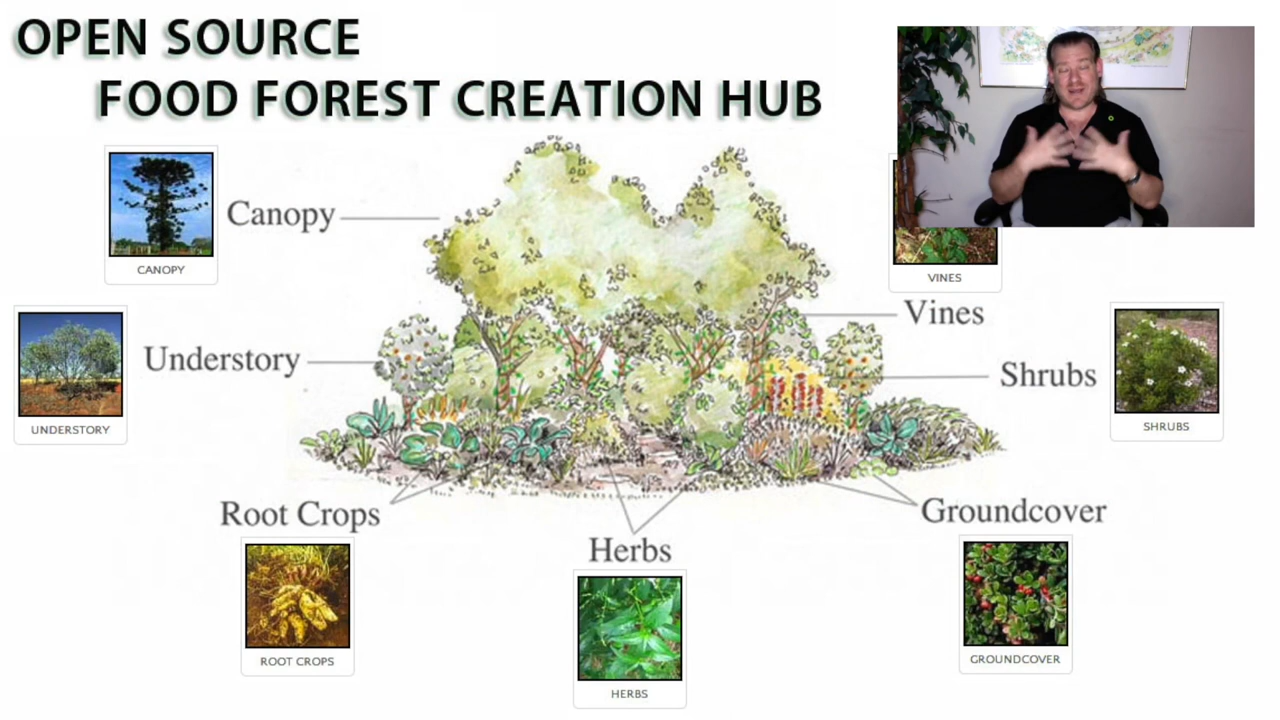 OPEN SOURCE
FOOD FOREST CREATION HUB
CANOPY
Canopy
VINES
Vines
UNDERSTORY
Understory
Shrubs
SHRUBS
Root Crops
ROOT CROPS
Herbs
HERBS
Groundcover
GROUNDCOVER